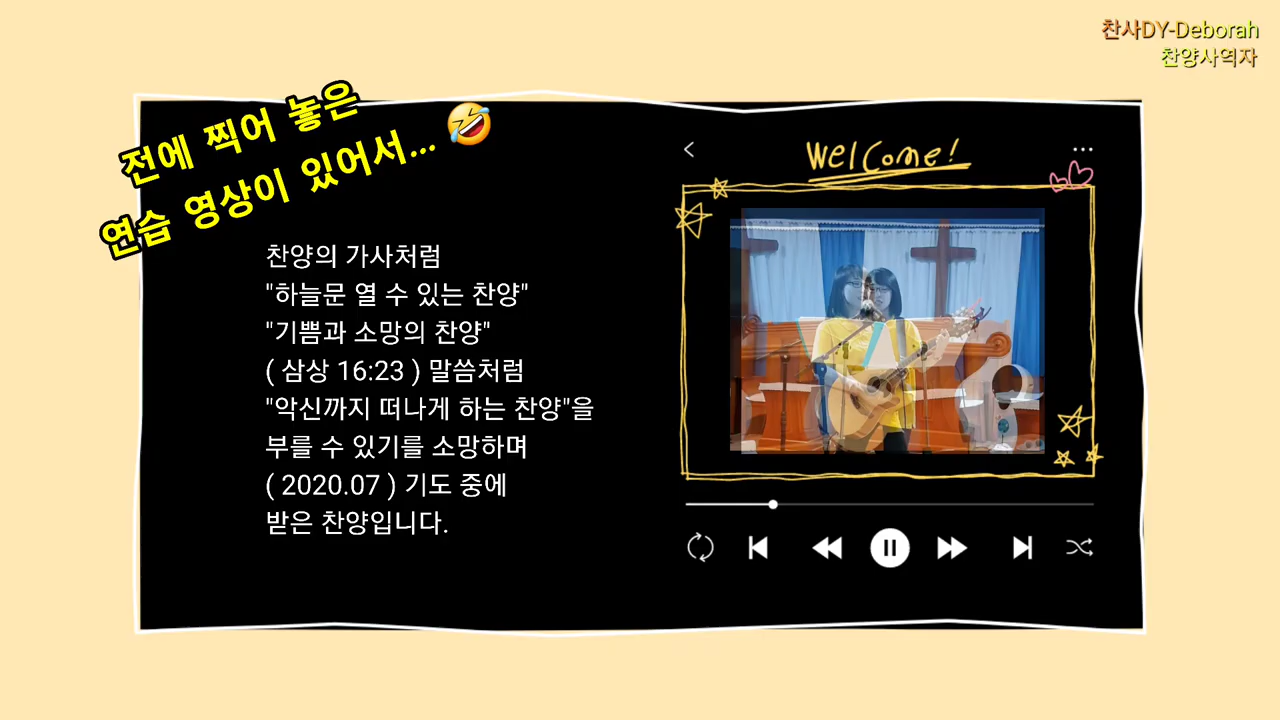 찬사DY-Deborah
찬양사역자
전에 찍어 놓은
연습 영상이 있어서... 🤣
찬양의 가사처럼
"하늘문 열 수 있는 찬양"
"기쁨과 소망의 찬양"
( 삼상 16:23 ) 말씀처럼
"악신까지 떠나게 하는 찬양"을
부를 수 있기를 소망하며
( 2020.07 ) 기도 중에
받은 찬양입니다.
Welcome!